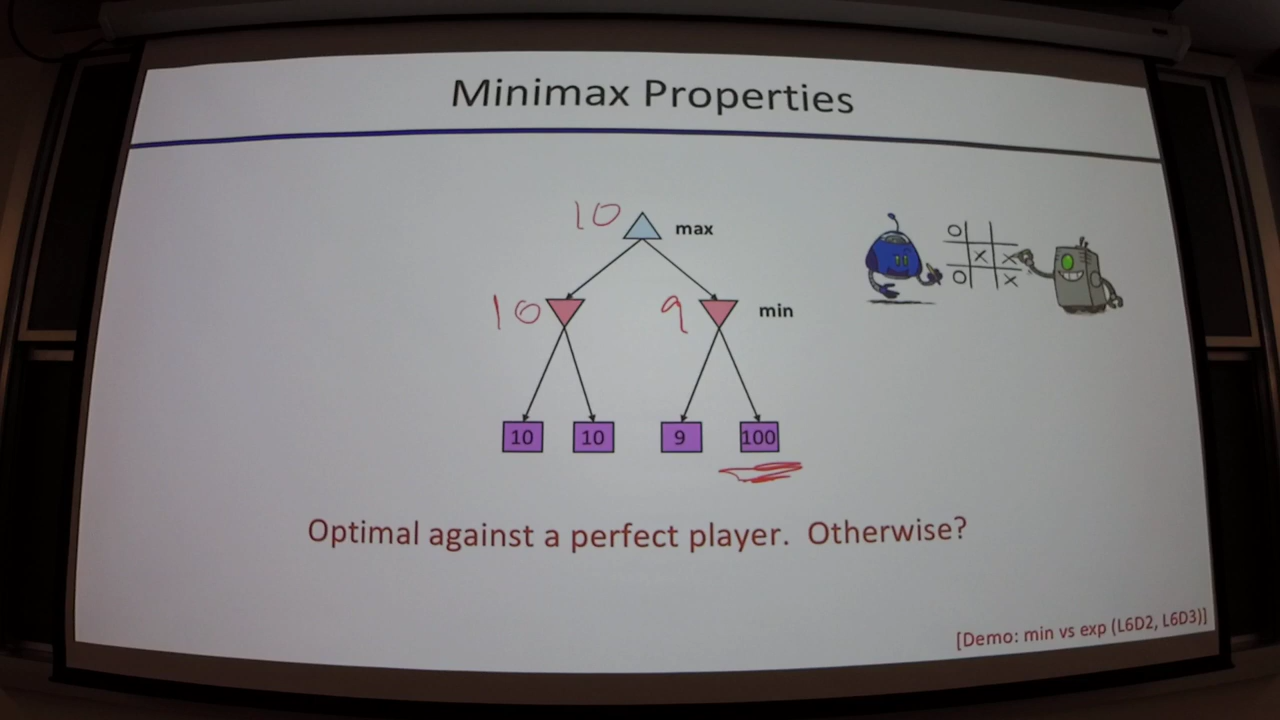 Minimax Properties
10
max
10
9
min
10 10 9 100
O
X X
O X
Optimal against a perfect player. Otherwise?
[Demo: min vs exp (L6D2, L6D3)]